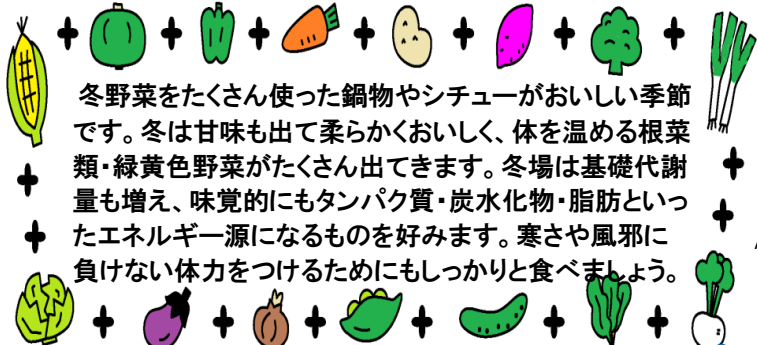 冬野菜をたくさん使った鍋物やシチューがおいしい季節
です。冬は甘味も出て柔らかくおいしく、体を温める根菜
類・緑黄色野菜がたくさん出てきます。冬場は基礎代謝
量も増え、味覚的にもタンパク質・炭水化物・脂肪といっ
たエネルギー源になるものを好みます。寒さや風邪に
負けない体力をつけるためにもしっかりと食べましょう。